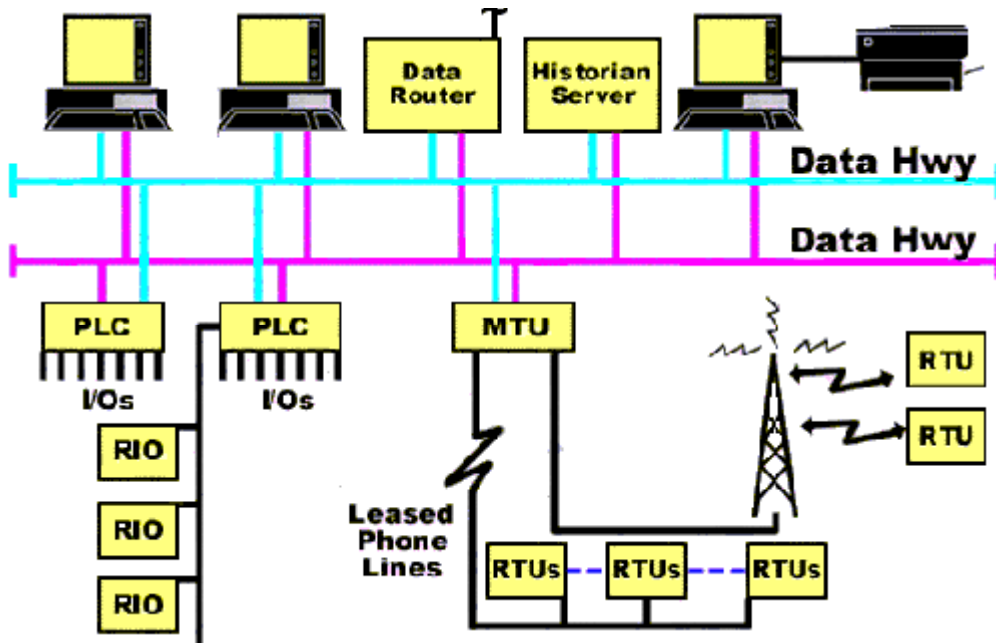 Data
Router
Historian
Server
Data Hwy
Data Hwy
PLC
PLC
MTU
I/Os
I/Os
RTU
RTU
RIO
RIO
RIO
Leased
Phone
Lines
RTUs
RTUs
RTUs